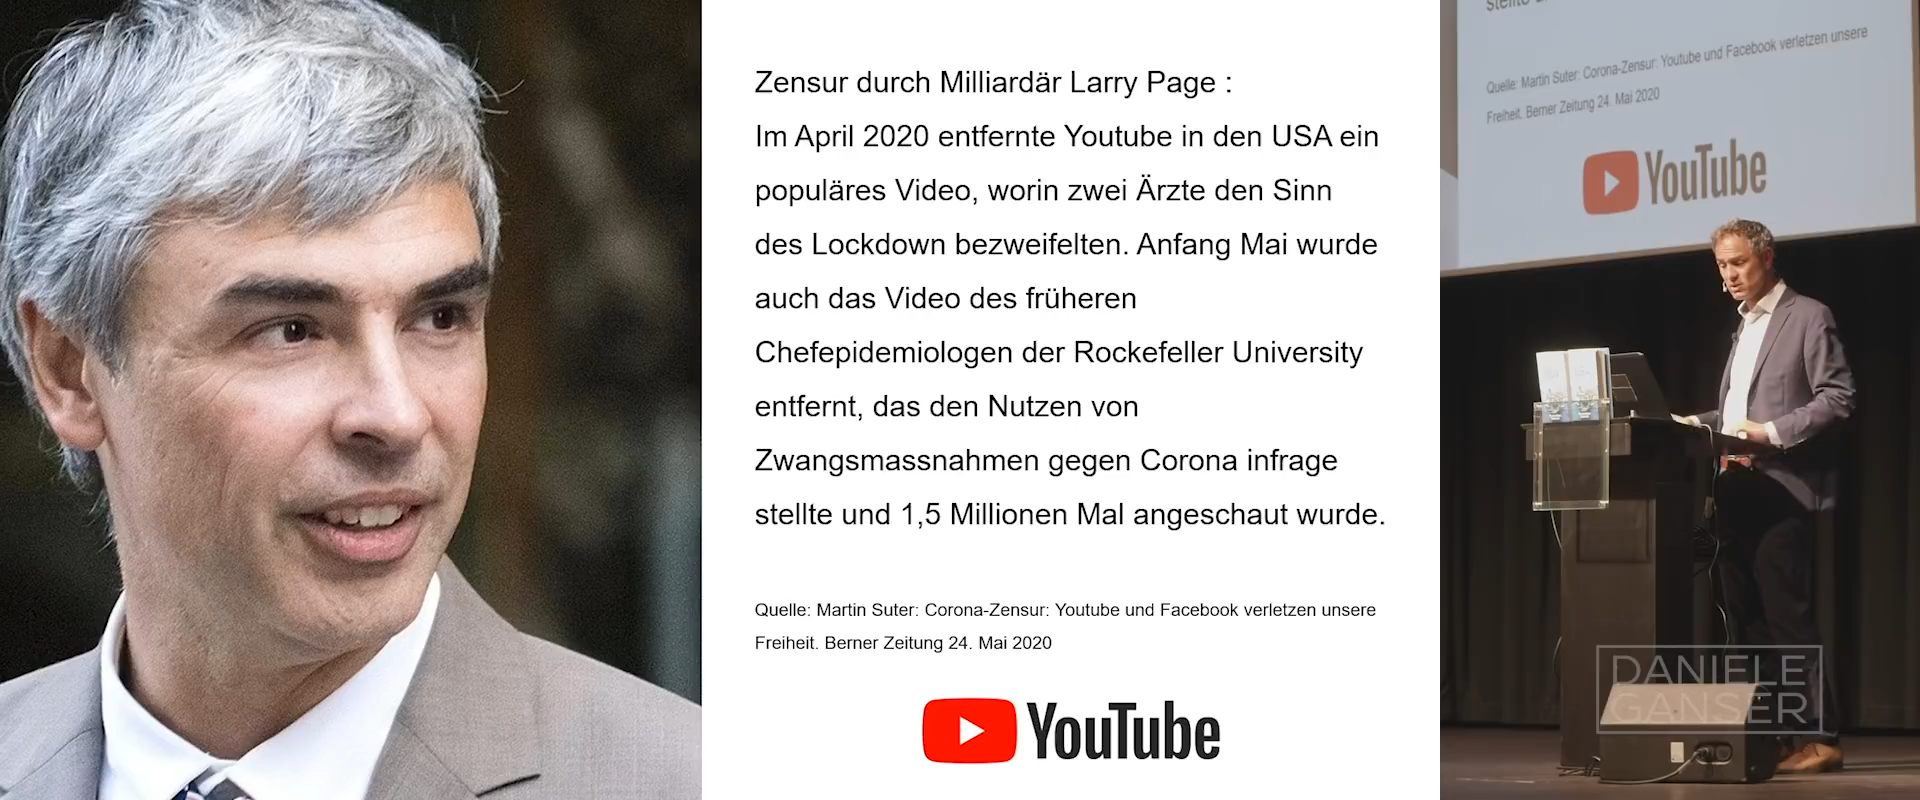 Zensur durch Milliardär Larry Page :
Im April 2020 entfernte Youtube in den USA ein
populäres Video, worin zwei Ärzte den Sinn
des Lockdown bezweifelten. Anfang Mai wurde
auch das Video des früheren
Chefepidemiologen der Rockefeller University
entfernt, das den Nutzen von
Zwangsmassnahmen gegen Corona infrage
stellte und 1,5 Millionen Mal angeschaut wurde.
Quelle: Martin Suter: Corona-Zensur: Youtube und Facebook verletzen unsere
Freiheit. Berner Zeitung 24. Mai 2020
YouTube
Quelle: Martin Suter: Corona-Zensur: Youtube und Facebook verletzen unsere
Freiheit. Berner Zeitung 24. Mai 2020
YouTube
DANIELE
GANSER